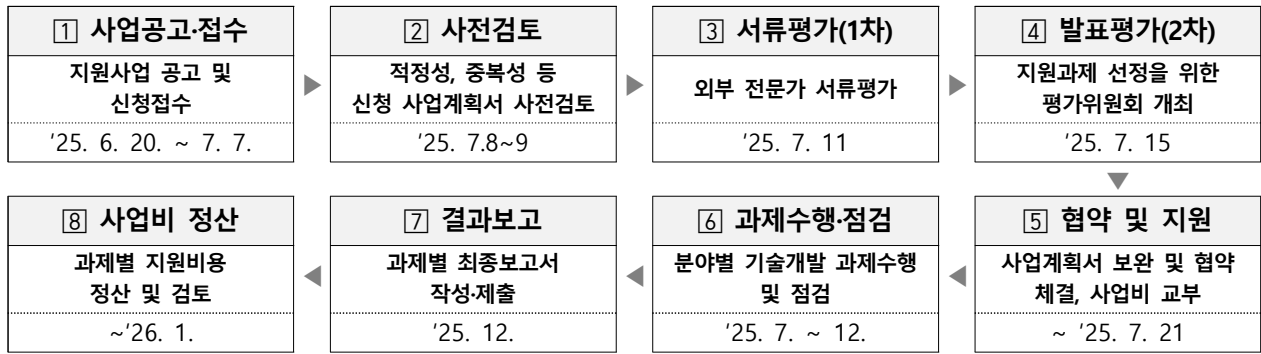 1 사업공고·접수
지원사업 공고 및
신청접수
'25. 6. 20. ~ 7. 7.
2 사전검토
적정성, 중복성 등
신청 사업계획서 사전검토
'25. 7.8~9
3 서류평가(1차)
외부 전문가 서류평가
'25. 7. 11
4 발표평가(2차)
지원과제 선정을 위한
평가위원회 개최
'25. 7. 15
5 협약 및 지원
사업계획서 보완 및 협약
체결, 사업비 교부
~ '25. 7. 21
6 과제수행·점검
분야별 기술개발 과제수행
및 점검
'25. 7. ~ 12.
7 결과보고
과제별 최종보고서
작성·제출
'25. 12.
8 사업비 정산
과제별 지원비용
정산 및 검토
~'26. 1.